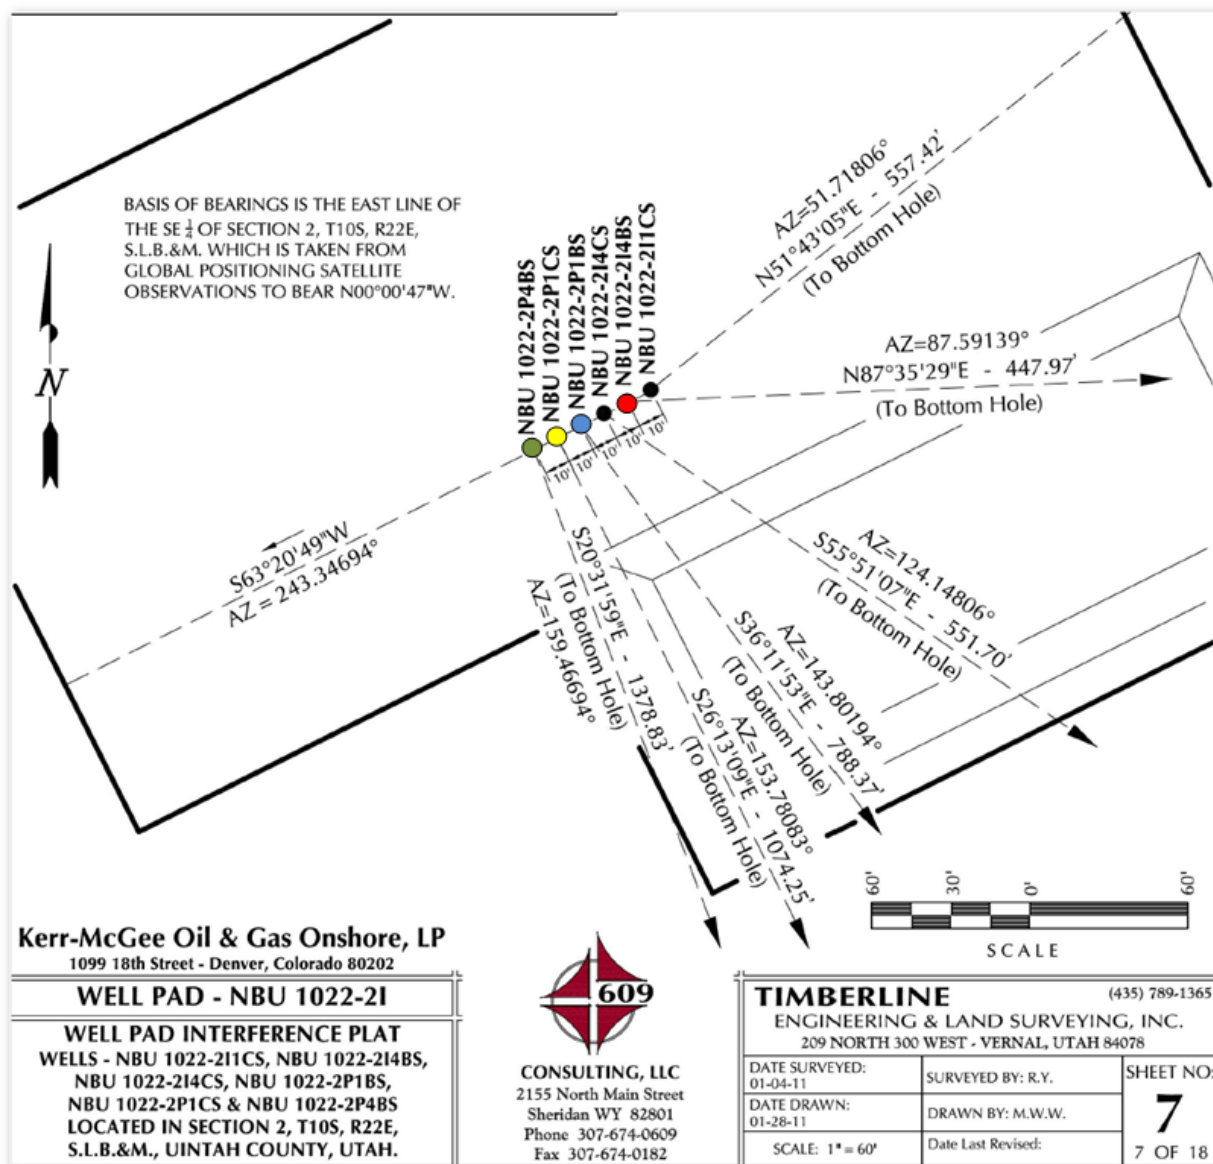 BASIS OF BEARINGS IS THE EAST LINE OF
THE SE 1/4 OF SECTION 2, T10S, R22E,
S.L.B.&M. WHICH IS TAKEN FROM
GLOBAL POSITIONING SATELLITE
OBSERVATIONS TO BEAR N00°00'47"W.
N
NBU 1022-2P4BS
NBU 1022-2P1CS
NBU 1022-2P1BS
NBU 1022-2I4CS
NBU 1022-2I4BS
NBU 1022-2I1CS
AZ=51.71806°
N51°43'05"E - 557.42'
(To Bottom Hole)
AZ=87.59139°
N87°35'29"E - 447.97'
(To Bottom Hole)
10'
10'
10'
10'
10'
S63°20'49"W
AZ = 243.34694°
AZ=124.14806°
S55°51'07"E - 551.70'
(To Bottom Hole)
AZ=143.80194°
S36°11'53"E - 788.37'
(To Bottom Hole)
AZ=153.78083°
S26°13'09"E - 1074.25'
(To Bottom Hole)
S20°31'59"E - 1378.83'
(To Bottom Hole)
AZ=159.46694°
60'
30'
0'
60'
SCALE
Kerr-McGee Oil & Gas Onshore, LP
1099 18th Street - Denver, Colorado 80202
WELL PAD - NBU 1022-2I
WELL PAD INTERFERENCE PLAT
WELLS - NBU 1022-2I1CS, NBU 1022-2I4BS,
NBU 1022-2I4CS, NBU 1022-2P1BS,
NBU 1022-2P1CS & NBU 1022-2P4BS
LOCATED IN SECTION 2, T10S, R22E,
S.L.B.&M., UINTAH COUNTY, UTAH.
609
CONSULTING, LLC
2155 North Main Street
Sheridan WY 82801
Phone 307-674-0609
Fax 307-674-0182
TIMBERLINE
(435) 789-1365
ENGINEERING & LAND SURVEYING, INC.
209 NORTH 300 WEST - VERNAL, UTAH 84078
DATE SURVEYED:
01-04-11
SURVEYED BY: R.Y.
DATE DRAWN:
01-28-11
DRAWN BY: M.W.W.
SCALE: 1" = 60'
Date Last Revised:
SHEET NO:
7
7 OF 18